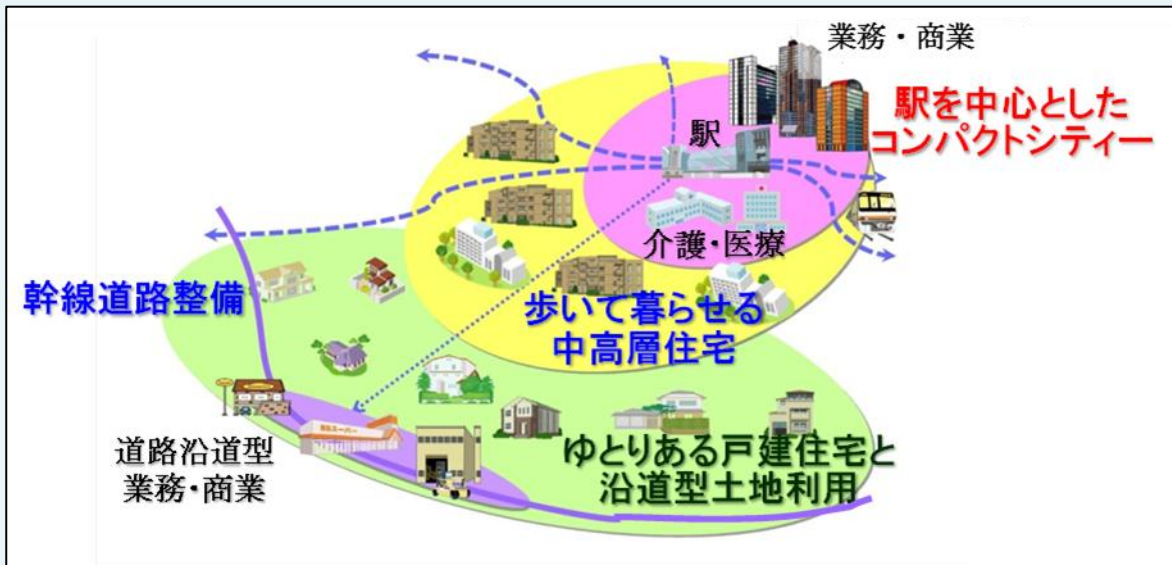 業務・商業
駅を中心とした
コンパクトシティー
駅
介護・医療
幹線道路整備
歩いて暮らせる
中高層住宅
道路沿道型
業務・商業
ゆとりある戸建住宅と
沿道型土地利用